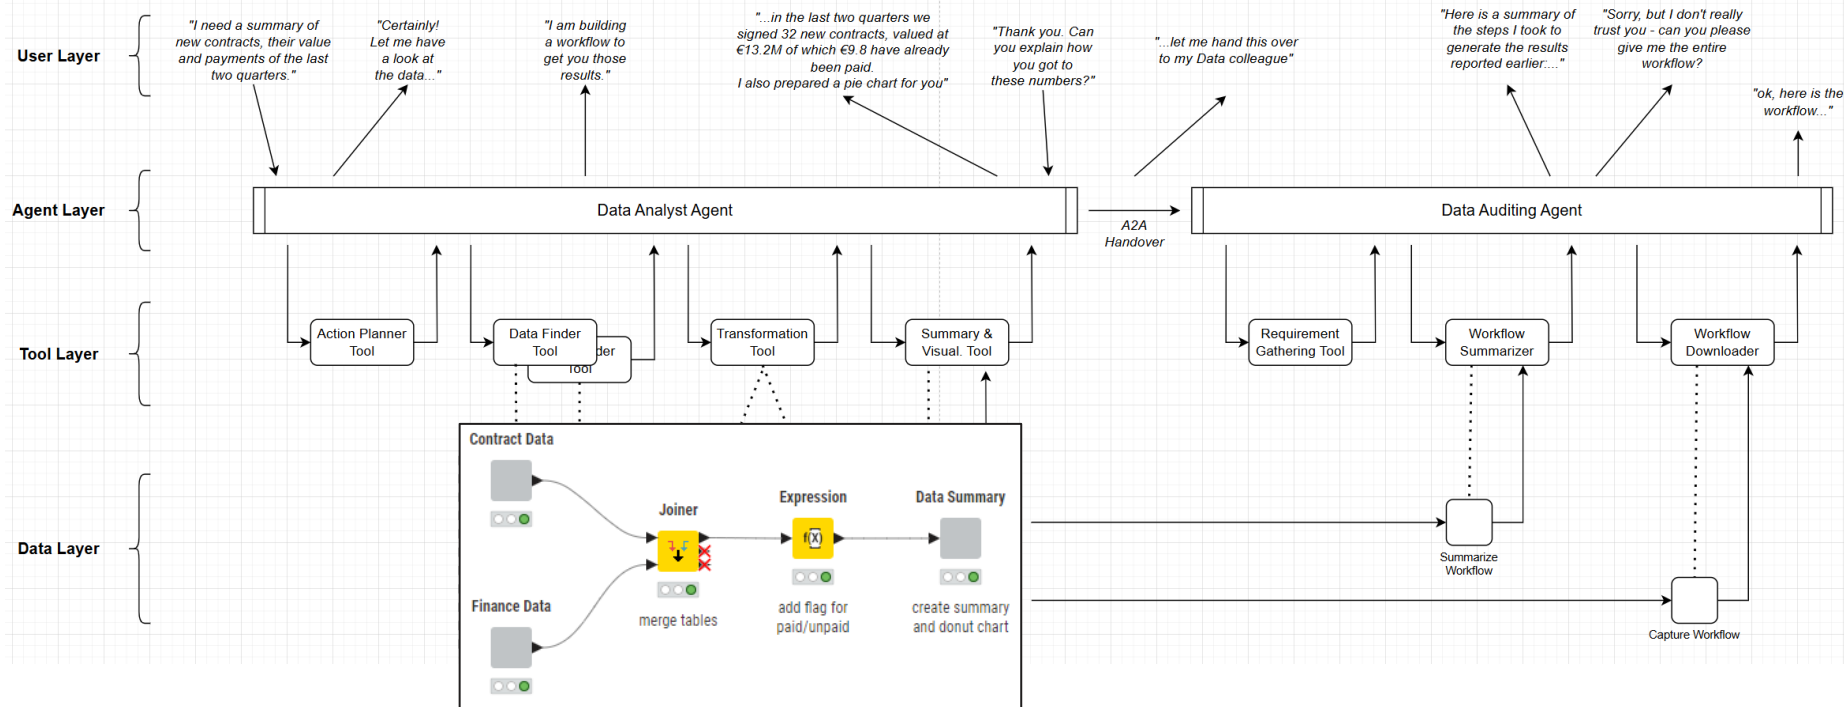 User Layer
"I need a summary of
new contracts, their value
and payments of the last
two quarters."
"Certainly!
Let me have
a look at
the data..."
"I am building
a workflow to
get you those
results."
"...in the last two quarters we
signed 32 new contracts, valued at
€13.2M of which €9.8 have already
been paid.
I also prepared a pie chart for you"
"Thank you. Can
you explain how
you got to
these numbers?"
"...let me hand this over
to my Data colleague"
"Here is a summary of
the steps I took to
generate the results
reported earlier:..."
"Sorry, but I don't really
trust you - can you please
give me the entire
workflow?
"ok, here is the
workflow..."
Agent Layer
Data Analyst Agent
A2A
Handover
Data Auditing Agent
Tool Layer
Action Planner
Tool
Data Finder
Tool
der
Tool
Transformation
Tool
Summary &
Visual. Tool
Requirement
Gathering Tool
Workflow
Summarizer
Workflow
Downloader
Data Layer
Contract Data
Finance Data
Joiner
merge tables
Expression
f(X)
add flag for
paid/unpaid
Data Summary
create summary
and donut chart
Summarize
Workflow
Capture Workflow